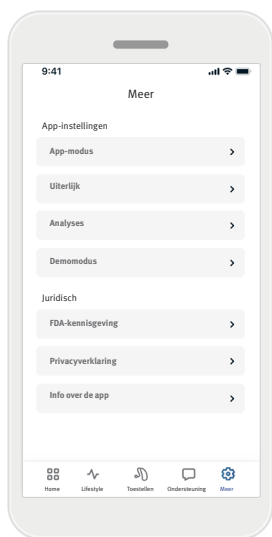 9:41
Meer
App-instellingen
App-modus
Uiterlijk
Analyses
Demomodus
Juridisch
FDA-kennisgeving
Privacyverklaring
Info over de app
Home Lifestyle Toestellen Ondersteuning Meer